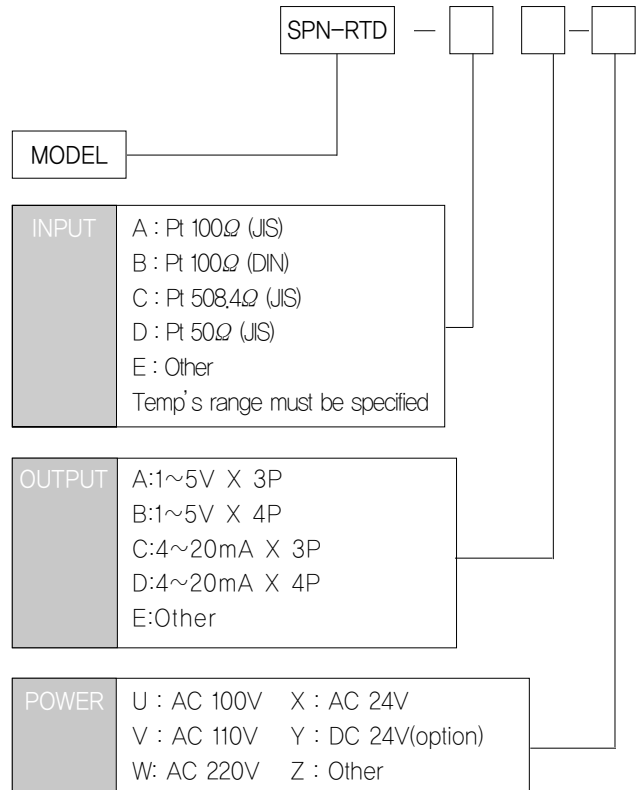 SPN-RTD —  -
MODEL
INPUT
A : Pt 100Ω (JIS)
B : Pt 100Ω (DIN)
C : Pt 508.4Ω (JIS)
D : Pt 50Ω (JIS)
E : Other
Temp's range must be specified
OUTPUT
A:1~5V X 3P
B:1~5V X 4P
C:4~20mA X 3P
D:4~20mA X 4P
E:Other
POWER
U : AC 100V X : AC 24V
V : AC 110V Y : DC 24V(option)
W: AC 220V Z : Other